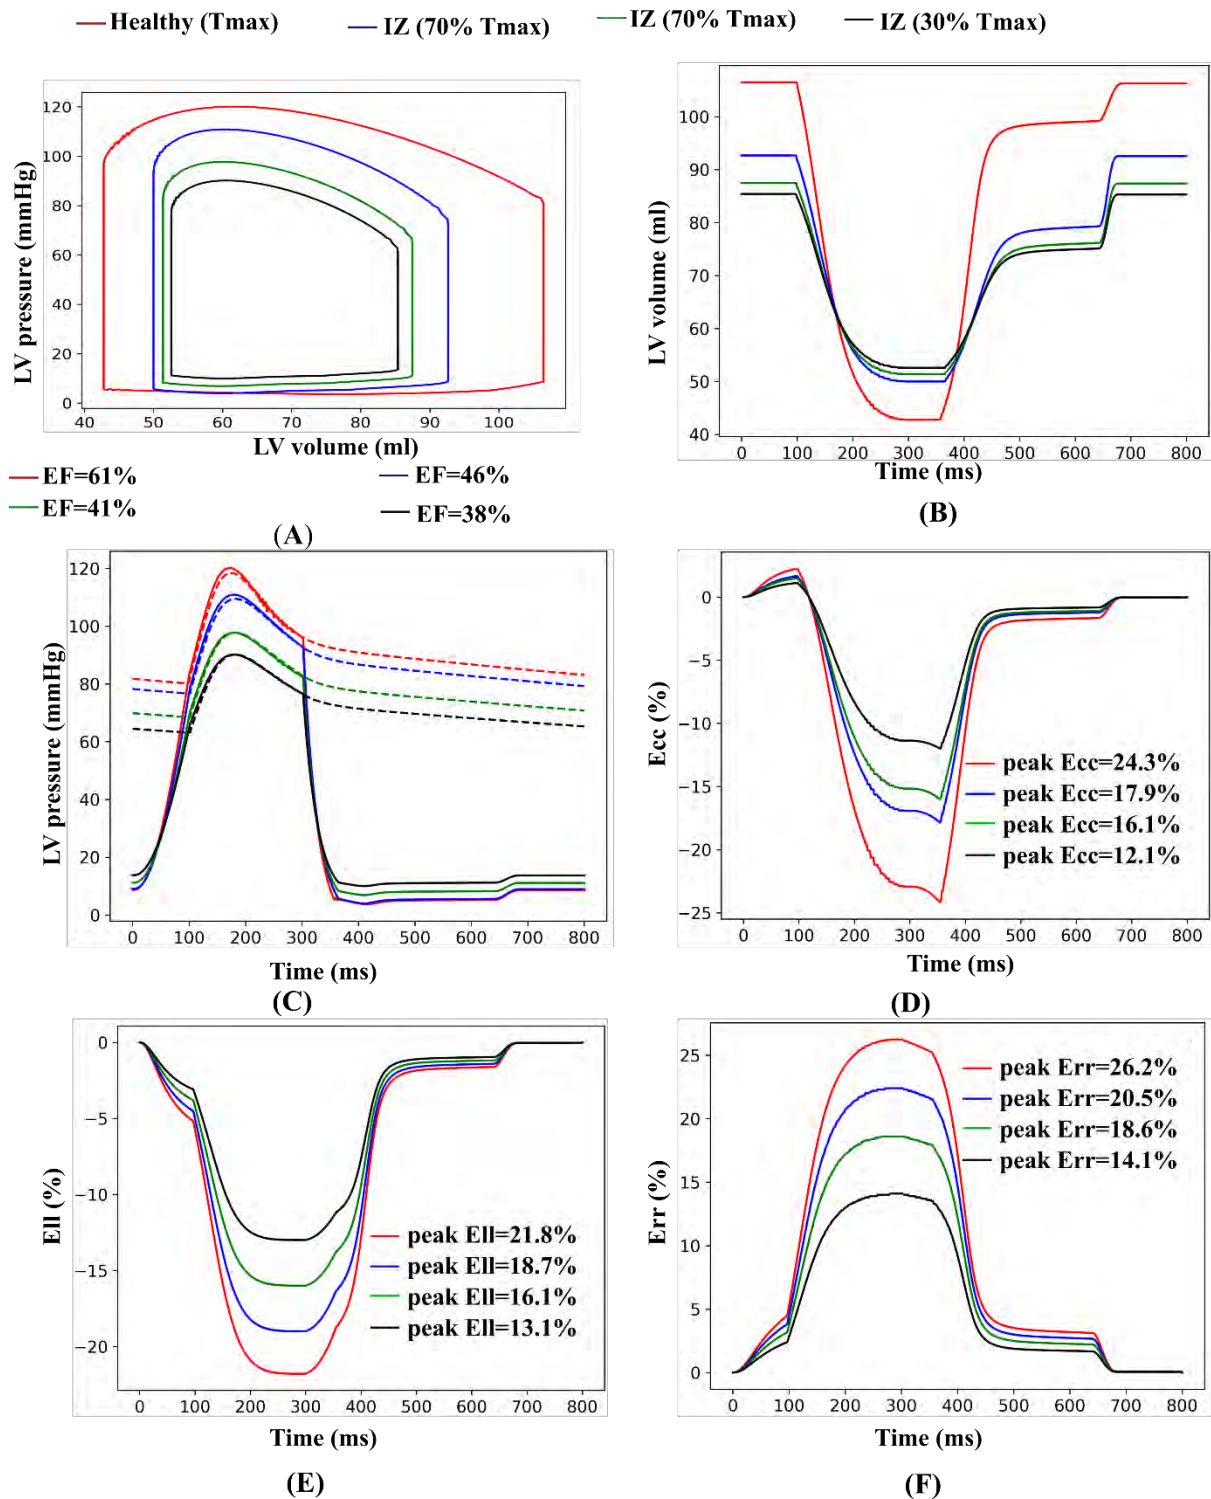 Healthy (Tmax) IZ (70% Tmax) IZ (70% Tmax) IZ (30% Tmax)
120
100
80
60
40
20
0
LV pressure (mmHg)
40 50 60 70 80 90 100
LV volume (ml)
EF=61% EF=46%
EF=41% EF=38%
(A)
100
90
80
70
60
50
40
LV volume (ml)
0 100 200 300 400 500 600 700 800
Time (ms)
(B)
120
100
80
60
40
20
0
LV pressure (mmHg)
0 100 200 300 400 500 600 700 800
Time (ms)
(C)
0
−5
−10
−15
−20
−25
Ecc (%)
peak Ecc=24.3%
peak Ecc=17.9%
peak Ecc=16.1%
peak Ecc=12.1%
0 100 200 300 400 500 600 700 800
Time (ms)
(D)
0
−5
−10
−15
−20
Ell (%)
peak Ell=21.8%
peak Ell=18.7%
peak Ell=16.1%
peak Ell=13.1%
0 100 200 300 400 500 600 700 800
Time (ms)
(E)
25
20
15
10
5
0
Err (%)
peak Err=26.2%
peak Err=20.5%
peak Err=18.6%
peak Err=14.1%
0 100 200 300 400 500 600 700 800
Time (ms)
(F)